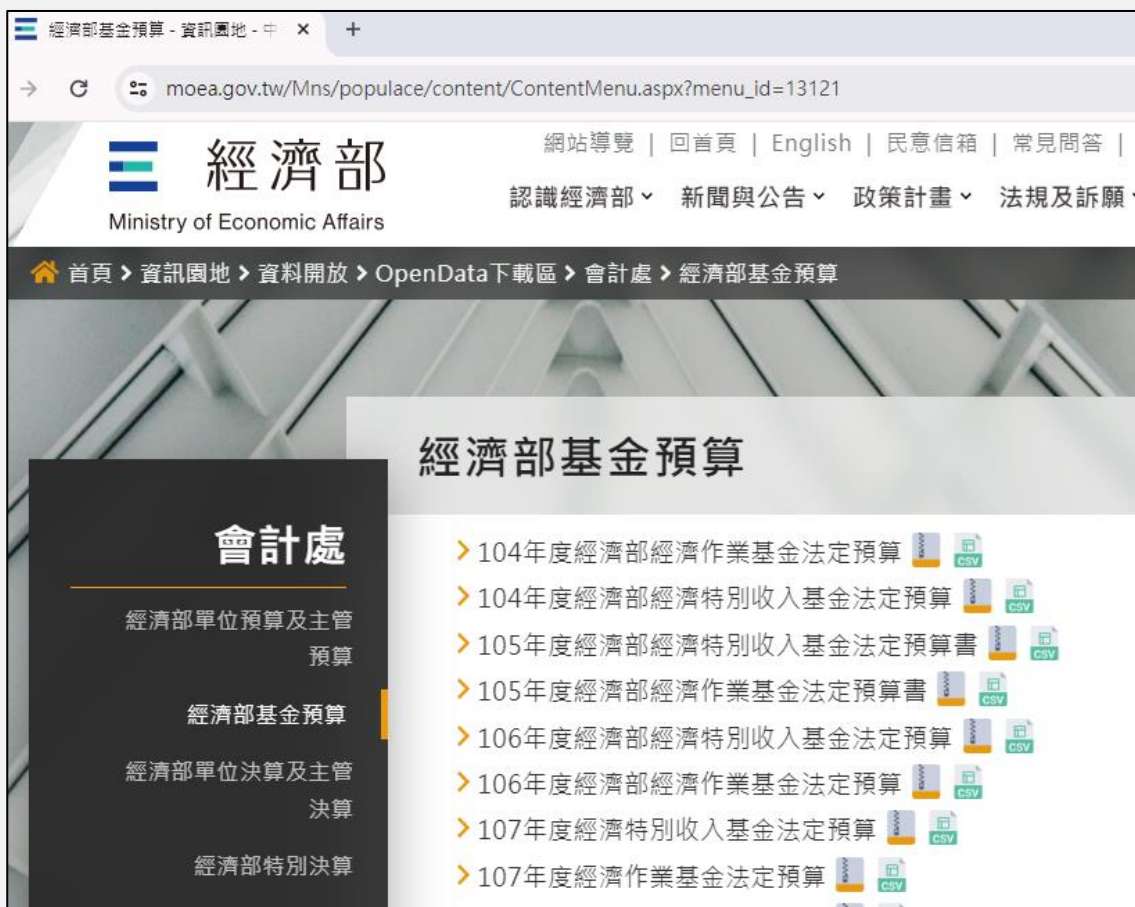 經濟部基金預算 - 資訊園地 - 中
moea.gov.tw/Mns/populace/content/ContentMenu.aspx?menu_id=13121
經濟部
Ministry of Economic Affairs
網站導覽 | 回首頁 | English | 民意信箱 | 常見問答 |
認識經濟部 新聞與公告 政策計畫 法規及訴願
首頁 > 資訊園地 > 資料開放 > OpenData下載區 > 會計處 > 經濟部基金預算
經濟部基金預算
會計處
經濟部單位預算及主管
預算
經濟部基金預算
經濟部單位決算及主管
決算
經濟部特別決算
104年度經濟部經濟作業基金法定預算 CSV
104年度經濟部經濟特別收入基金法定預算 CSV
105年度經濟部經濟特別收入基金法定預算書 CSV
105年度經濟部經濟作業基金法定預算書 CSV
106年度經濟部經濟特別收入基金法定預算 CSV
106年度經濟部經濟作業基金法定預算 CSV
107年度經濟特別收入基金法定預算 CSV
107年度經濟作業基金法定預算 CSV